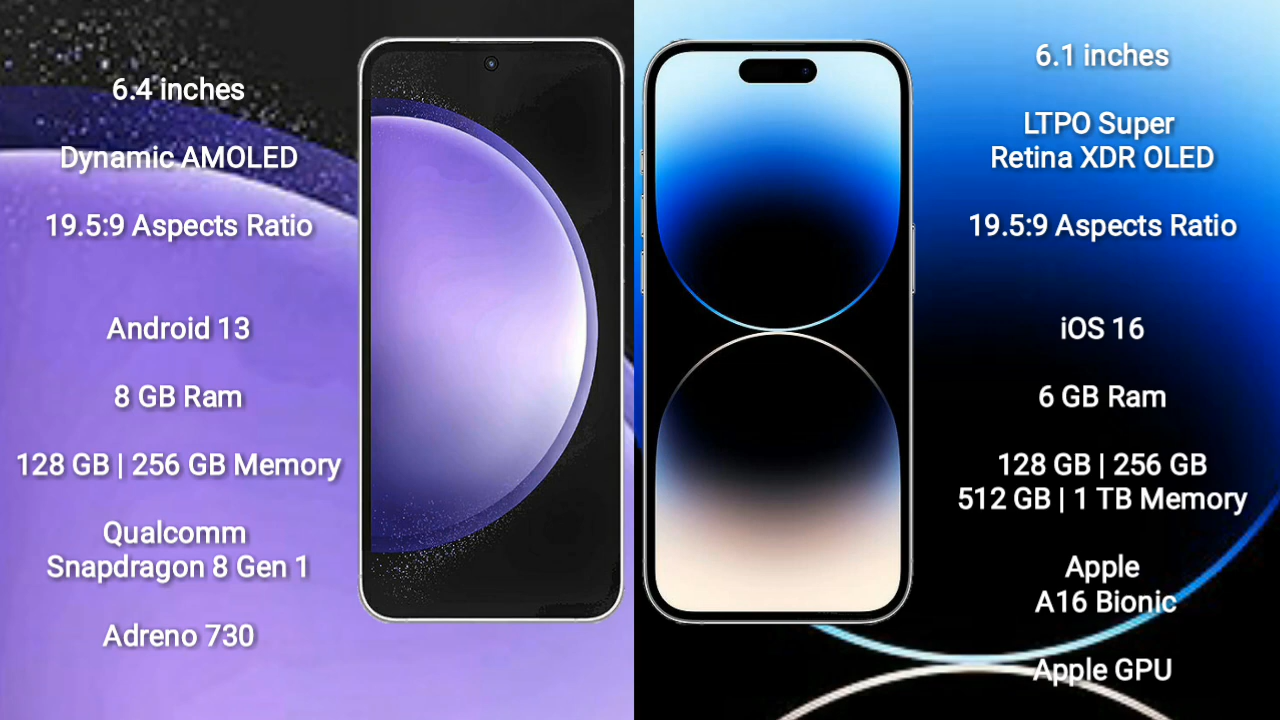 6.4 inches
Dynamic AMOLED
19.5:9 Aspects Ratio
Android 13
8 GB Ram
128 GB | 256 GB Memory
Qualcomm
Snapdragon 8 Gen 1
Adreno 730
6.1 inches
LTPO Super
Retina XDR OLED
19.5:9 Aspects Ratio
iOS 16
6 GB Ram
128 GB | 256 GB
512 GB | 1 TB Memory
Apple
A16 Bionic
Apple GPU